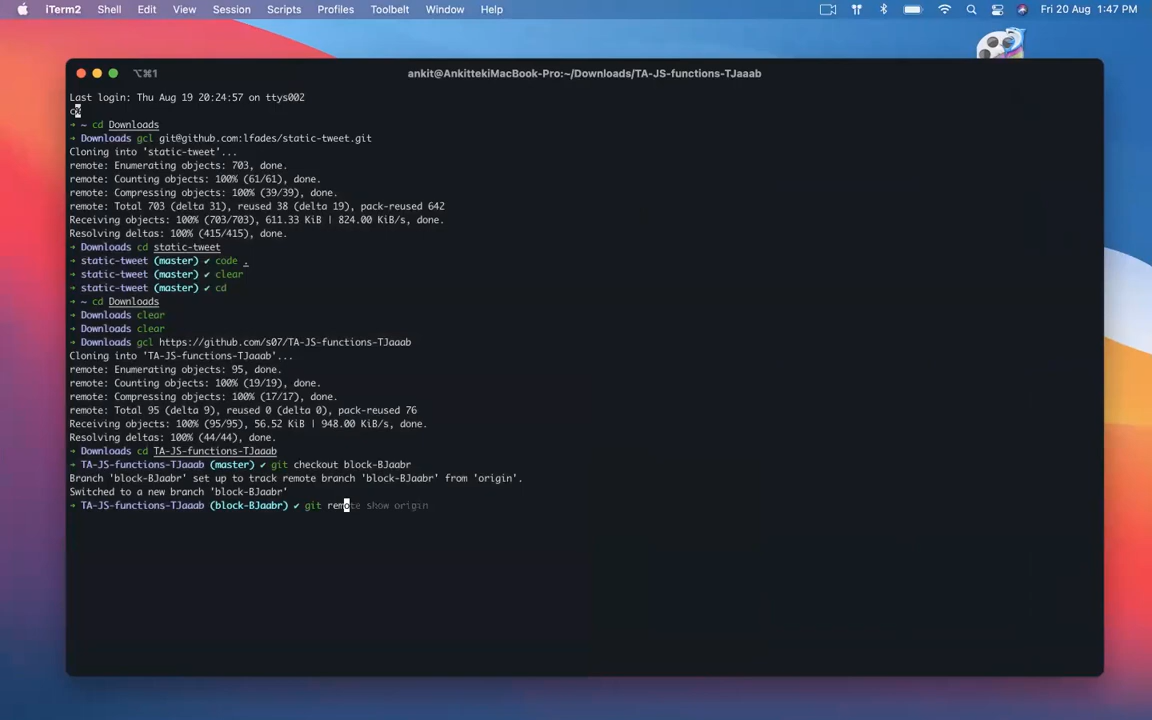 iTerm2 Shell Edit View Session Scripts Profiles Toolbelt Window Help Fri 20 Aug 1:47 PM
⌥⌘1 ankit@AnkittekiMacBook-Pro:~/Downloads/TA-JS-functions-TJaaab
Last login: Thu Aug 19 20:24:57 on ttys002
➜ ~ cd Downloads
➜ Downloads gcl git@github.com:lfades/static-tweet.git
Cloning into 'static-tweet'...
remote: Enumerating objects: 703, done.
remote: Counting objects: 100% (61/61), done.
remote: Compressing objects: 100% (39/39), done.
remote: Total 703 (delta 31), reused 38 (delta 19), pack-reused 642
Receiving objects: 100% (703/703), 611.33 KiB | 824.00 KiB/s, done.
Resolving deltas: 100% (415/415), done.
➜ Downloads cd static-tweet
➜ static-tweet (master) ✔ code .
➜ static-tweet (master) ✔ clear
➜ static-tweet (master) ✔ cd
➜ ~ cd Downloads
➜ Downloads clear
➜ Downloads clear
➜ Downloads gcl https://github.com/s07/TA-JS-functions-TJaaab
Cloning into 'TA-JS-functions-TJaaab'...
remote: Enumerating objects: 95, done.
remote: Counting objects: 100% (19/19), done.
remote: Compressing objects: 100% (17/17), done.
remote: Total 95 (delta 9), reused 0 (delta 0), pack-reused 76
Receiving objects: 100% (95/95), 56.52 KiB | 948.00 KiB/s, done.
Resolving deltas: 100% (44/44), done.
➜ Downloads cd TA-JS-functions-TJaaab
➜ TA-JS-functions-TJaaab (master) ✔ git checkout block-BJaabr
Branch 'block-BJaabr' set up to track remote branch 'block-BJaabr' from 'origin'.
Switched to a new branch 'block-BJaabr'
➜ TA-JS-functions-TJaaab (block-BJaabr) ✔ git remote show origin